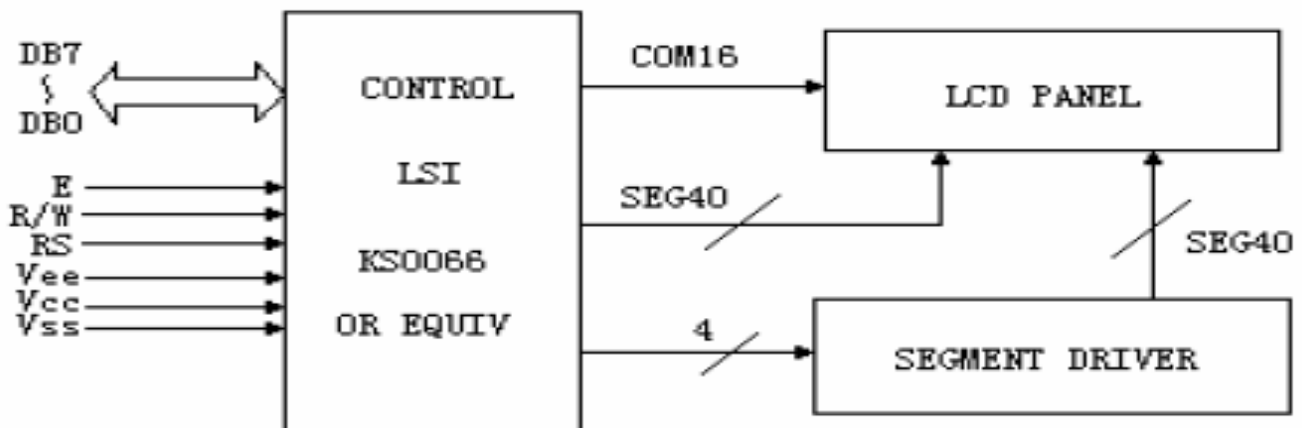 DB7
DB0
E
R/W
RS
Vee
Vcc
Vss
CONTROL
LSI
KS0066
OR EQUIV
COM16
SEG40
4
LCD PANEL
SEG40
SEGMENT DRIVER